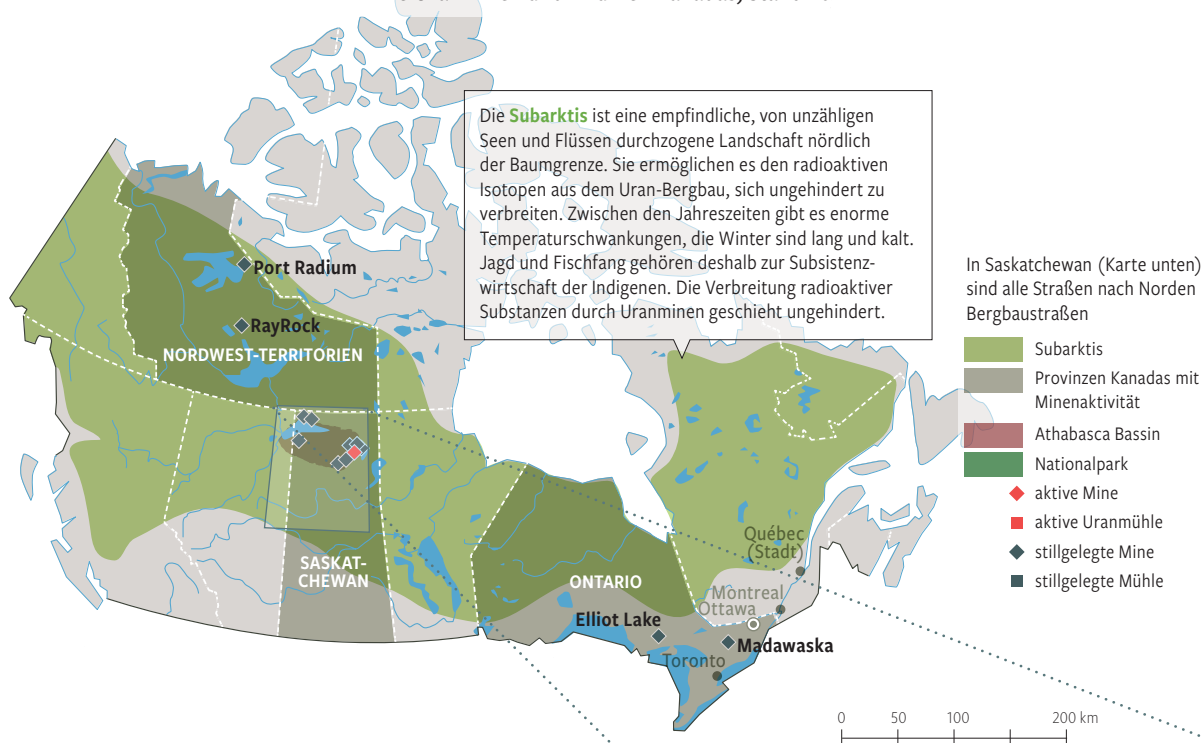 Die Subarktis ist eine empfindliche, von unzähligen
Seen und Flüssen durchzogene Landschaft nördlich
der Baumgrenze. Sie ermöglichen es den radioaktiven
Isotopen aus dem Uran-Bergbau, sich ungehindert zu
verbreiten. Zwischen den Jahreszeiten gibt es enorme
Temperaturschwankungen, die Winter sind lang und kalt.
Jagd und Fischfang gehören deshalb zur Subsistenz-
wirtschaft der Indigenen. Die Verbreitung radioaktiver
Substanzen durch Uranminen geschieht ungehindert.
Port Radium
RayRock
NORDWEST-TERRITORIEN
SASKAT-
CHEWAN
ONTARIO
Québec
(Stadt)
Montreal
Ottawa
Elliot Lake
Madawaska
Toronto
In Saskatchewan (Karte unten)
sind alle Straßen nach Norden
Bergbaustraßen
Subarktis
Provinzen Kanadas mit
Minenaktivität
Athabasca Bassin
Nationalpark
aktive Mine
aktive Uranmühle
stillgelegte Mine
stillgelegte Mühle
0 50 100 200 km